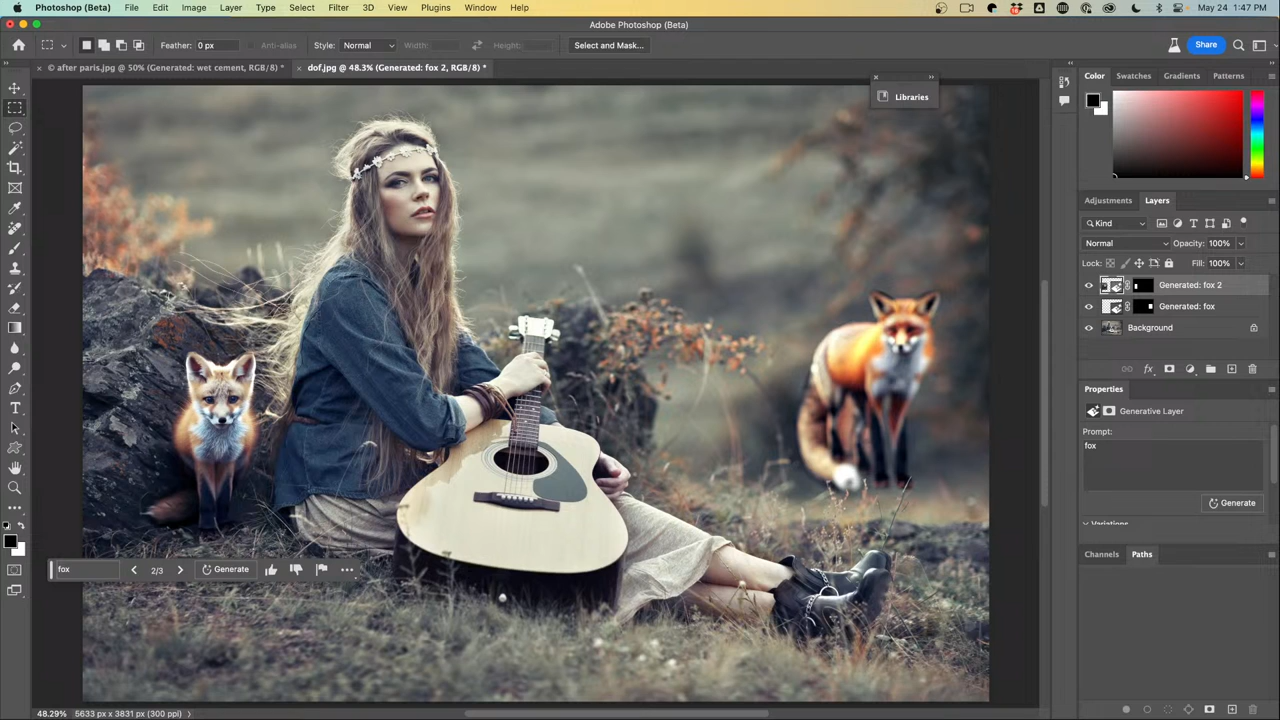 Photoshop (Beta) File Edit Image Layer Type Select Filter 3D View Plugins Window Help May 24 1:47 PM
Adobe Photoshop (Beta)
Feather: 0 px Anti-alias Style: Normal Width: Height: Select and Mask... Share
© after paris.jpg @ 50% (Generated: wet cement, RGB/8) * dof.jpg @ 48.3% (Generated: fox 2, RGB/8) *
Libraries
Color Swatches Gradients Patterns
Adjustments Layers
Kind
Normal Opacity: 100%
Lock: Fill: 100%
Generated: fox 2
Generated: fox
Background
Properties
Generative Layer
Prompt:
fox
Generate
Variations
Channels Paths
fox 2/3 Generate
48.29% 5633 px x 3831 px (300 ppi)